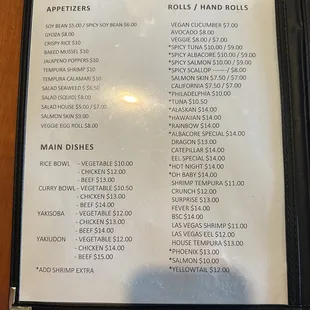 APPETIZERS
SOY BEAN $5.00 / SPICY SOY BEAN $6.00
GYOZA $8.00
CRISPY RICE $10
BAKED MUSSEL $10
JALAPENO POPPERS $10
TEMPURA SHRIMP $10
TEMPURA CALAMARI $10
SALAD SEAWEED $
SALAD (SQUID) $8.00
SALAD HOUSE $5.00 / $7.00
SALMON SKIN $9.00
VEGGIE EGG ROLL $8.00
MAIN DISHES
RICE BOWL - VEGETABLE $10.00
- CHICKEN $12.00
- BEEF $13.00
CURRY BOWL - VEGETABLE $10.50
- CHICKEN $13.00
- BEEF $14.00
YAKISOBA - VEGETABLE $12.00
- CHICKEN $13.00
- BEEF $14.00
YAKIUDON - VEGETABLE $12.00
- CHICKEN $14.00
- BEEF $15.00
*ADD SHRIMP EXTRA
ROLLS / HAND ROLLS
VEGAN CUCUMBER $7.00
AVOCADO $8.00
VEGGIE $8.00 / $7.00
*SPICY TUNA $10.00 / $9.00
*SPICY ALBACORE $10.00 / $9.00
*SPICY SALMON $10.00 / $9.00
*SPICY SCALLOP -------/ $8.00
SALMON SKIN $7.50 / $7.00
CALIFORNIA $7.50 / $7.00
*PHILADELPHIA $10.00
*TUNA $10.50
*ALASKAN $14.00
*HAWAIIAN $14.00
*RAINBOW $14.00
*ALBACORE SPECIAL $14.00
DRAGON $13.00
CATEPILLAR $14.00
EEL SPECIAL $14.00
*HOT NIGHT $14.00
*OH BABY $14.00
SHRIMP TEMPURA $11.00
CRUNCH $12.00
SURPRISE $13.00
FEVER $14.00
BSC $14.00
LAS VEGAS SHRIMP $11.00
LAS VEGAS EEL $12.00
HOUSE TEMPURA $13.00
*PHOENIX $13.00
*SALMON $10.00
*YELLOWTAIL $12.00